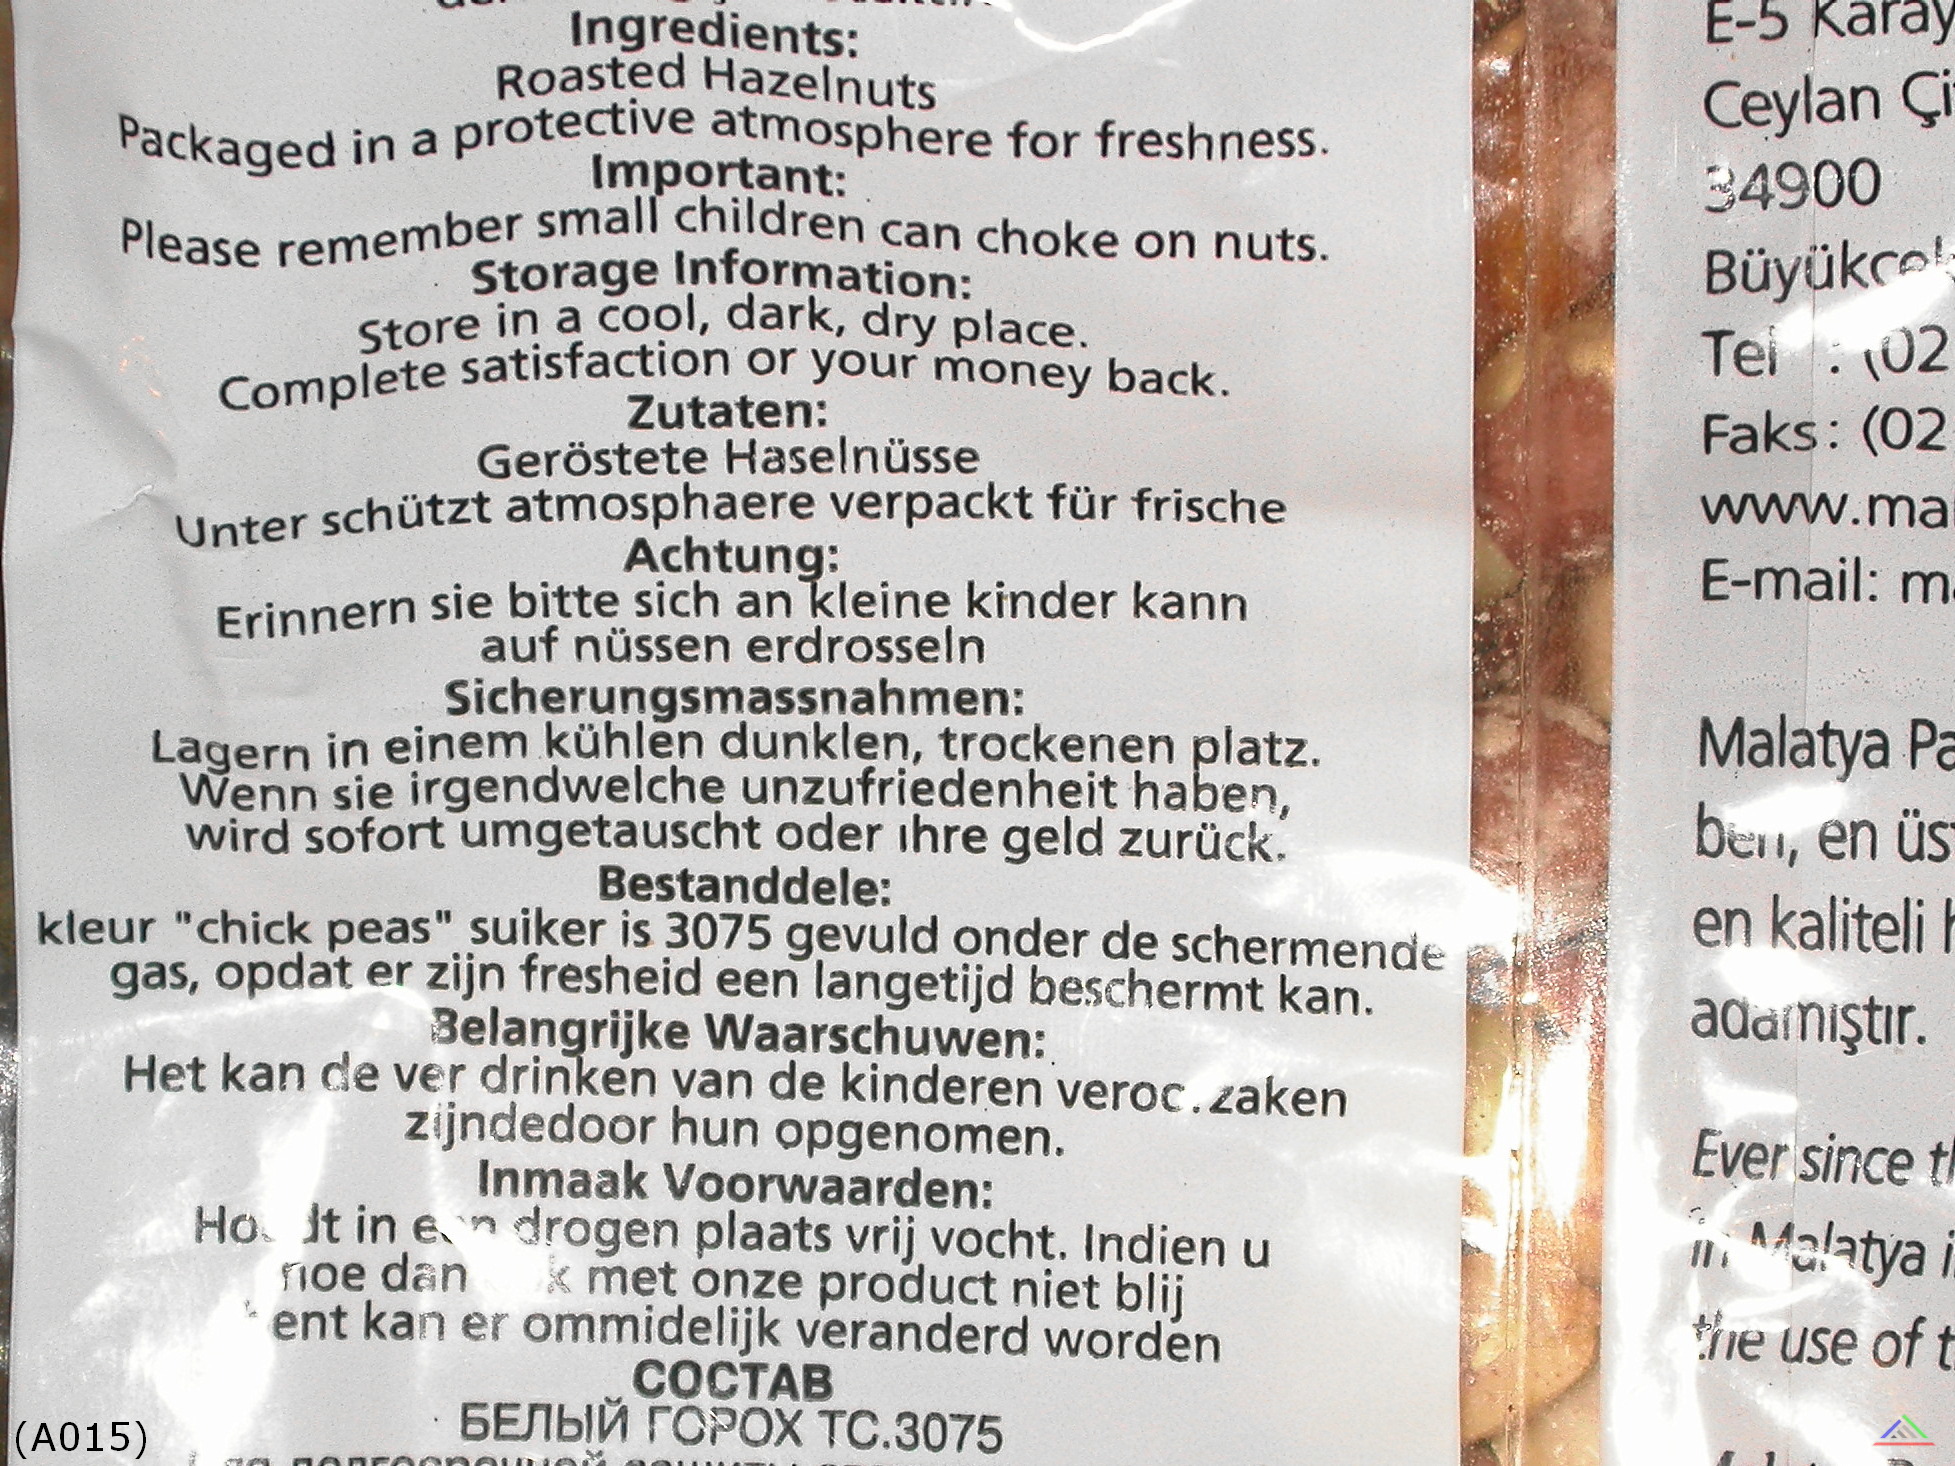 Ingredients:
Roasted Hazelnuts
Packaged in a protective atmosphere for freshness.
Important:
Please remember small children can choke on nuts.
Storage Information:
Store in a cool, dark, dry place.
Complete satisfaction or your money back.
Zutaten:
Geröstete Haselnüsse
Unter schützt atmosphaere verpackt für frische
Achtung:
Erinnern sie bitte sich an kleine kinder kann
auf nüssen erdrosseln
Sicherungsmassnahmen:
Lagern in einem kühlen dunklen, trockenen platz.
Wenn sie irgendwelche unzufriedenheit haben,
wird sofort umgetauscht oder ıhre geld zurück.
Bestanddele:
kleur "chick peas" suiker is 3075 gevuld onder de schermende
gas, opdat er zijn fresheid een langetijd beschermt kan.
Belangrijke Waarschuwen:
Het kan de ver drinken van de kinderen
zijndedoor hun opgenomen.
Inmaak Voorwaarden:
in een drogen plaats vrij vocht. Indien u
met onze product niet blij
kan er ommidelijk veranderd worden
СОСТАВ
БЕЛЫЙ ГОРОХ ТС.3075
(A015)
E-5
Ceylan
34900
Tel : (02
Faks: (02
www.ma
E-mail: m
Malatya Pa
ben, en üs
en kaliteli
adamıştır.
Ever since
in Malatya
the use of